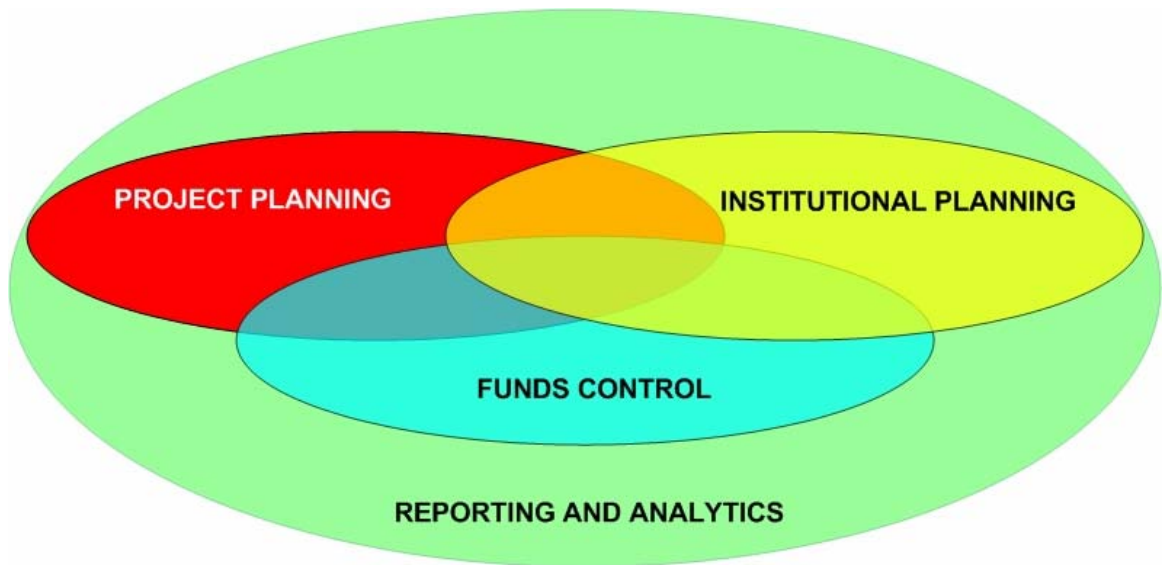 PROJECT PLANNING
INSTITUTIONAL PLANNING
FUNDS CONTROL
REPORTING AND ANALYTICS